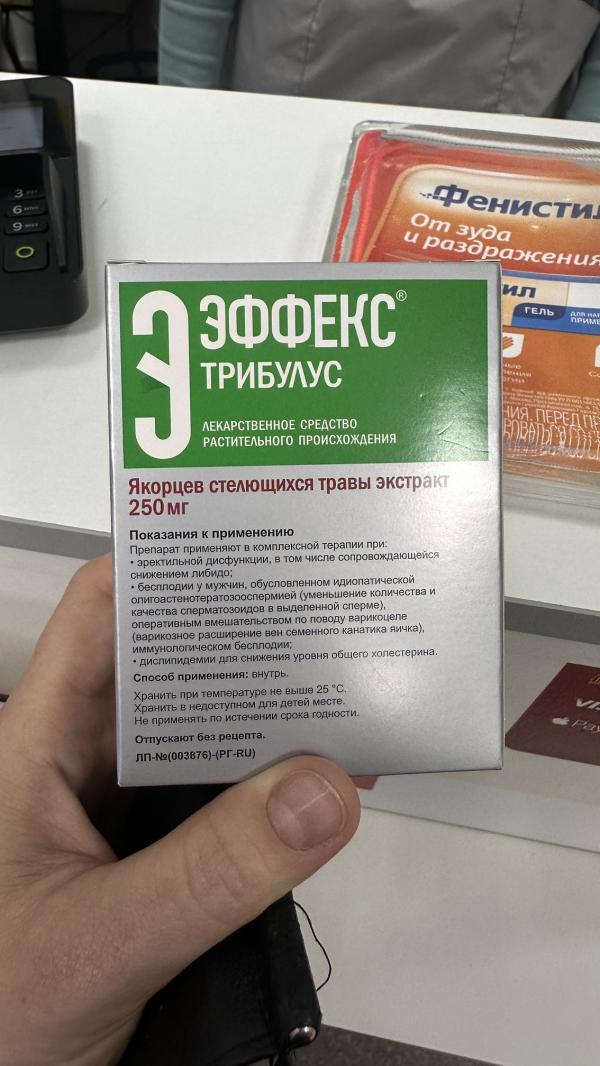 3
6
9
Фенистил
От зуда
и раздражения
ГЕЛЬ
Э
ЭФФЕКС®
ТРИБУЛУС
ЛЕКАРСТВЕННОЕ СРЕДСТВО
РАСТИТЕЛЬНОГО ПРОИСХОЖДЕНИЯ
Якорцев стелющихся травы экстракт
250 мг
Показания к применению
Препарат применяют в комплексной терапии при:
• эректильной дисфункции, в том числе сопровождающейся
снижением либидо;
• бесплодии у мужчин, обусловленном идиопатической
олигоастенотератозооспермией (уменьшение количества и
качества сперматозоидов в выделенной сперме),
оперативным вмешательством по поводу варикоцеле
(варикозное расширение вен семенного канатика яичка),
иммунологическом бесплодии;
• дислипидемии для снижения уровня общего холестерина.
Способ применения: внутрь.
Хранить при температуре не выше 25 °С.
Хранить в недоступном для детей месте.
Не применять по истечении срока годности.
Отпускают без рецепта.
ЛП-№(003876)-(РГ-RU)
VIS
Pay